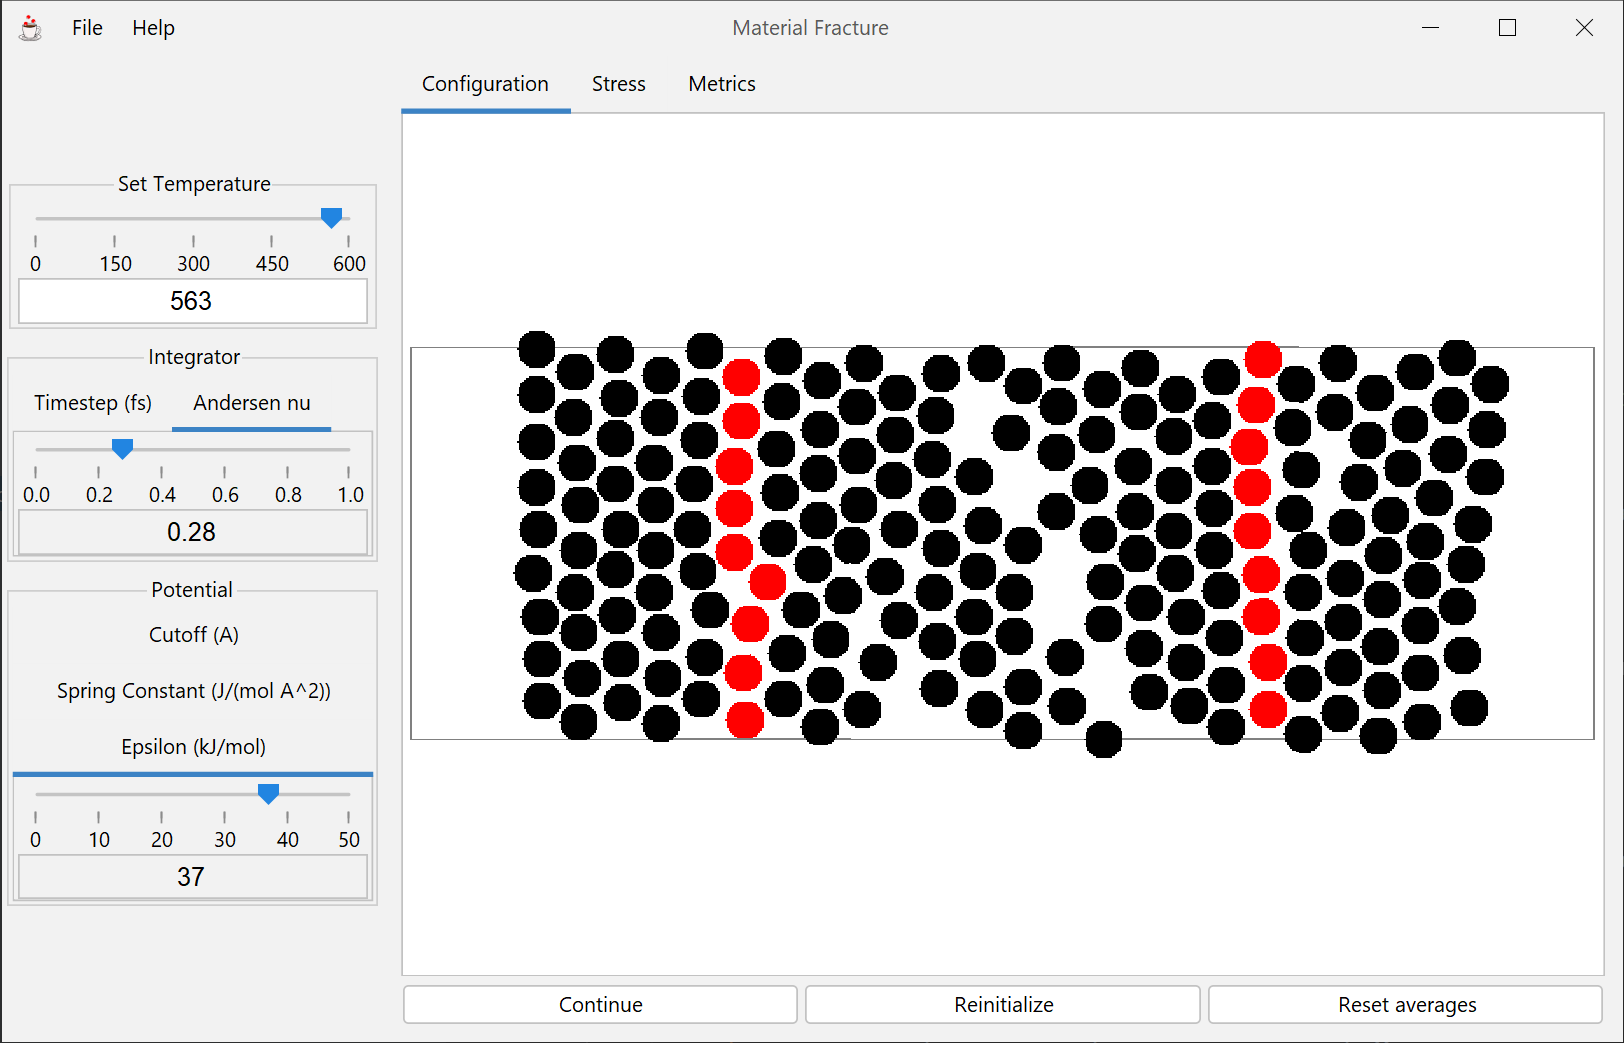 File Help Material Fracture
Configuration Stress Metrics
Set Temperature
0 150 300 450 600
563
Integrator
Timestep (fs) Andersen nu
0.0 0.2 0.4 0.6 0.8 1.0
0.28
Potential
Cutoff (A)
Spring Constant (J/(mol A^2))
Epsilon (kJ/mol)
0 10 20 30 40 50
37
Continue Reinitialize Reset averages